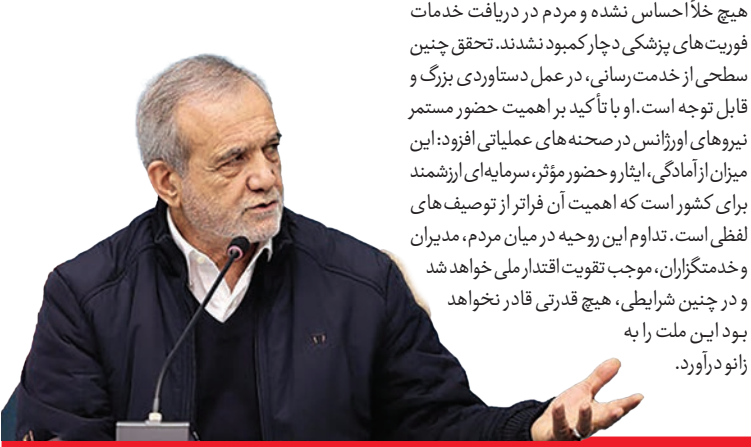 هیچ خلأ احساس نشده و مردم در دریافت خدمات
فوریت‌های پزشکی دچار کمبود نشدند. تحقق چنین
سطحی از خدمت‌رسانی، در عمل دستاوردی بزرگ و
قابل توجه است.او با تأکید بر اهمیت حضور مستمر
نیروهای اورژانس در صحنه‌های عملیاتی افزود: این
میزان از آمادگی، ایثار و حضور مؤثر، سرمایه‌ای ارزشمند
برای کشور است که اهمیت آن فراتر از توصیف‌های
لفظی است. تداوم این روحیه در میان مردم، مدیران
و خدمتگزاران، موجب تقویت اقتدار ملی خواهد شد
و در چنین شرایطی، هیچ قدرتی قادر نخواهد
بود این ملت را به
زانو درآورد.